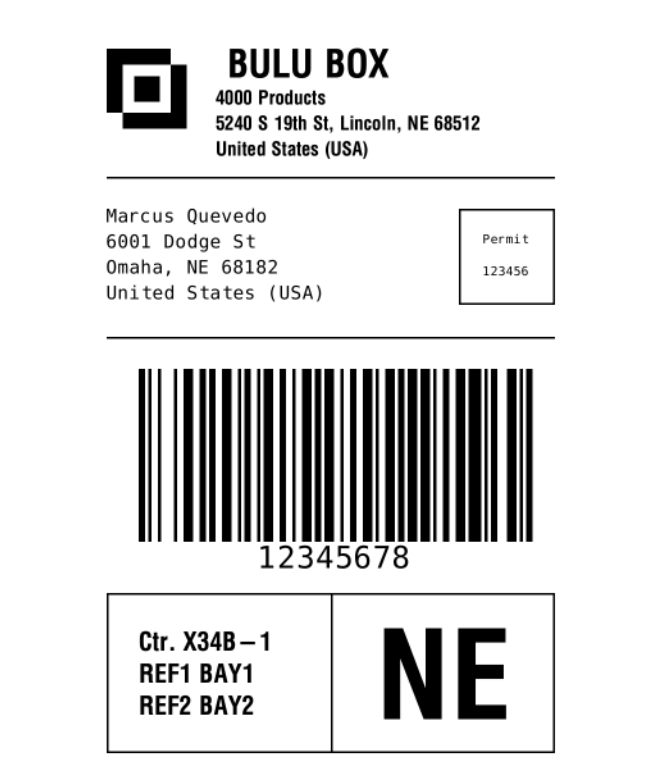 BULU BOX
4000 Products
5240 S 19th St, Lincoln, NE 68512
United States (USA)
Marcus Quevedo
6001 Dodge St
Omaha, NE 68182
United States (USA)
Permit
123456
12345678
Ctr. X34B–1
REF1 BAY1
REF2 BAY2
NE